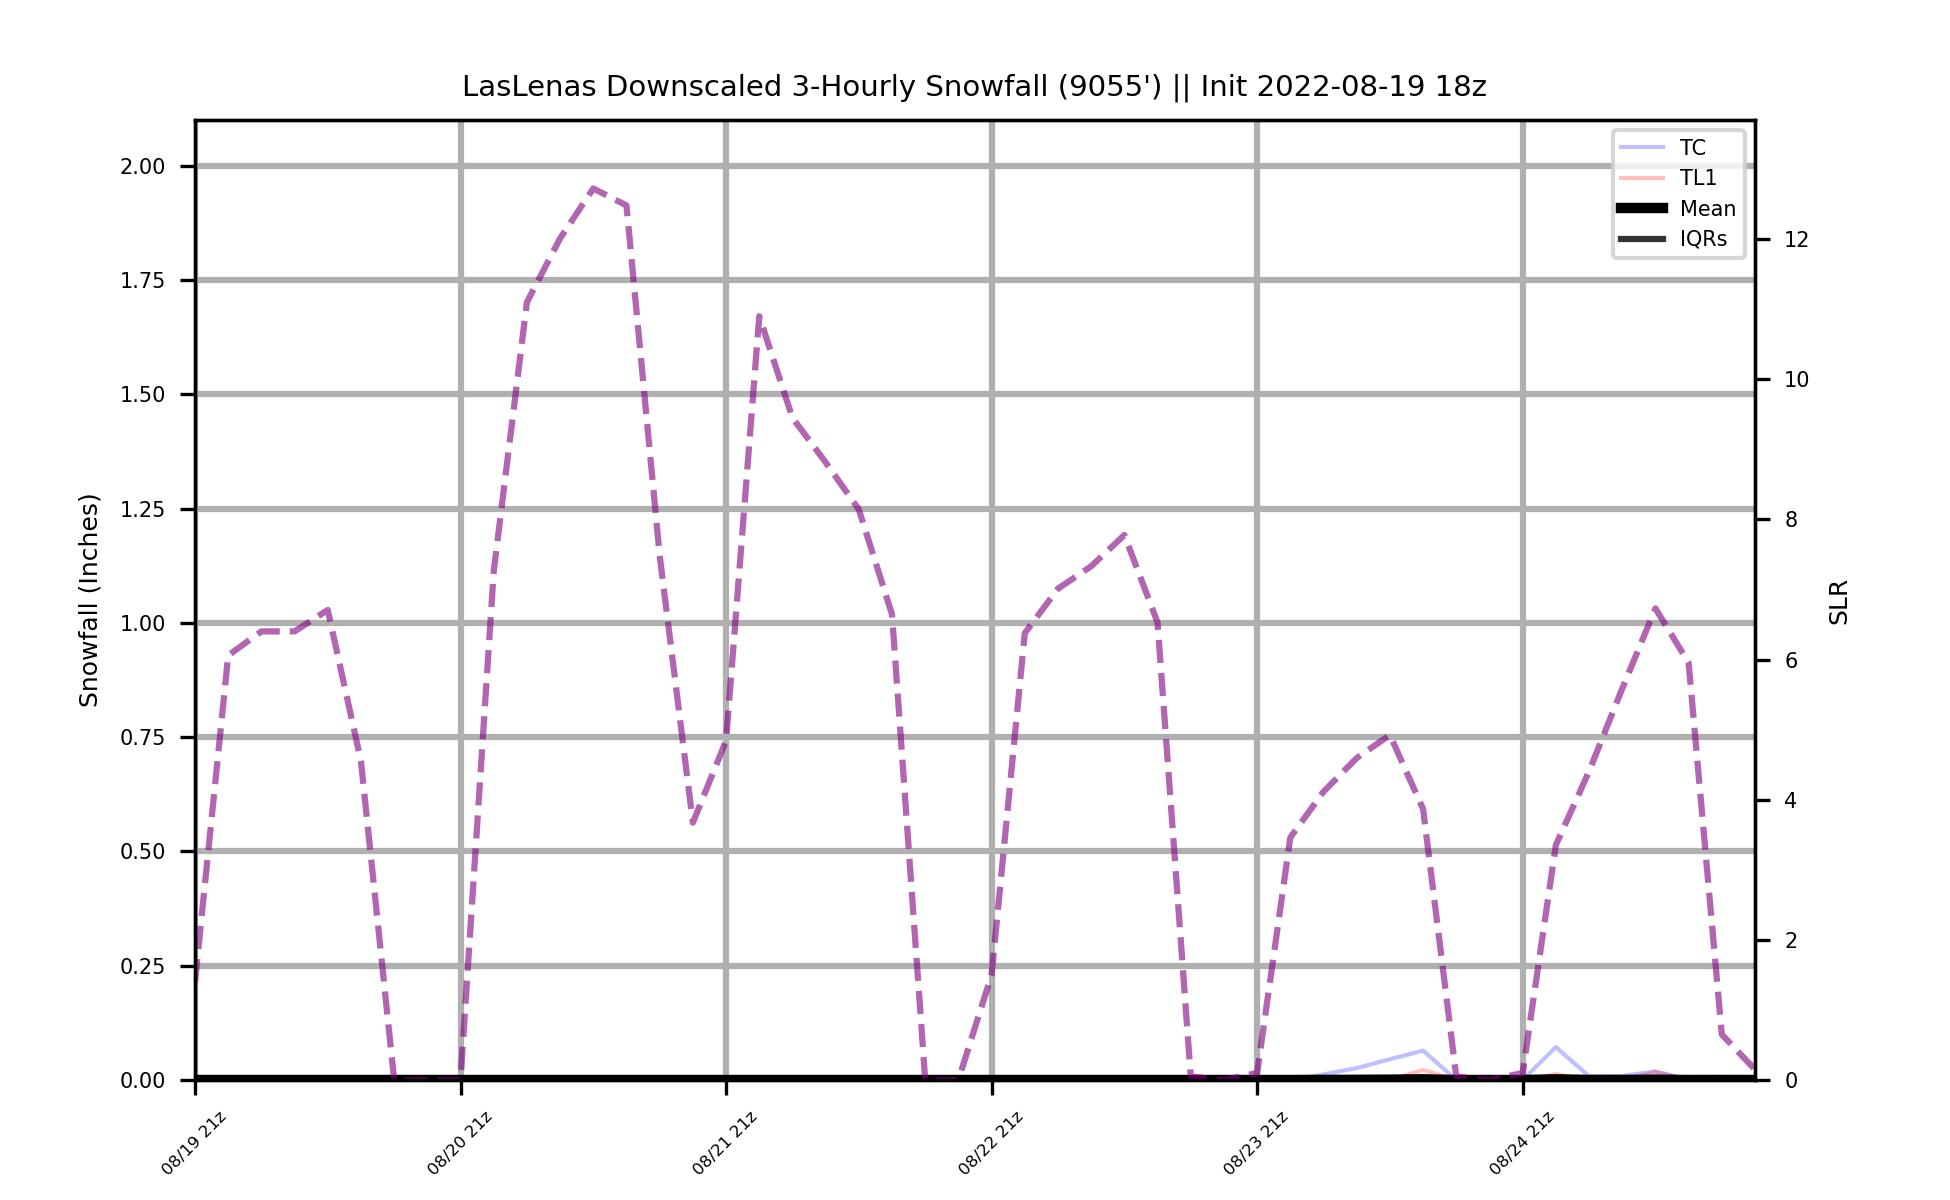 LasLenas Downscaled 3-Hourly Snowfall (9055') || Init 2022-08-19 18z
TC
TL1
Mean
IQRs
Snowfall (Inches)
2.00
1.75
1.50
1.25
1.00
0.75
0.50
0.25
0.00
12
10
8
6
4
2
0
SLR
08/19 21z
08/20 21z
08/21 21z
08/22 21z
08/23 21z
08/24 21z